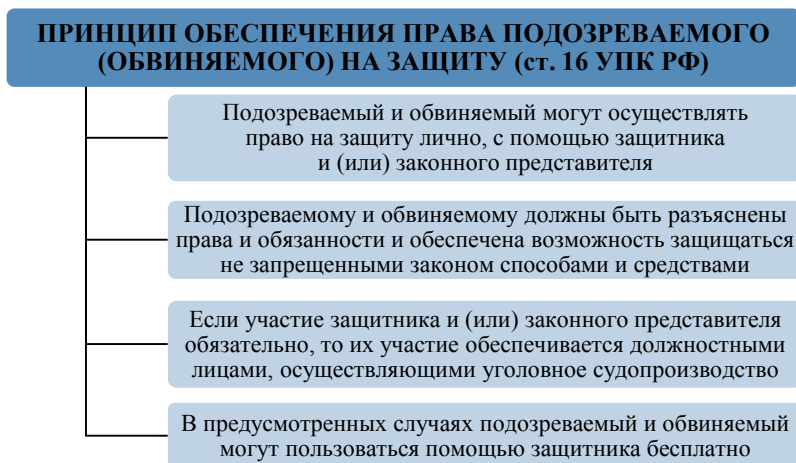 ПРИНЦИП ОБЕСПЕЧЕНИЯ ПРАВА ПОДОЗРЕВАЕМОГО
(ОБВИНЯЕМОГО) НА ЗАЩИТУ (ст. 16 УПК РФ)
Подозреваемый и обвиняемый могут осуществлять
право на защиту лично, с помощью защитника
и (или) законного представителя
Подозреваемому и обвиняемому должны быть разъяснены
права и обязанности и обеспечена возможность защищаться
не запрещенными законом способами и средствами
Если участие защитника и (или) законного представителя
обязательно, то их участие обеспечивается должностными
лицами, осуществляющими уголовное судопроизводство
В предусмотренных случаях подозреваемый и обвиняемый
могут пользоваться помощью защитника бесплатно